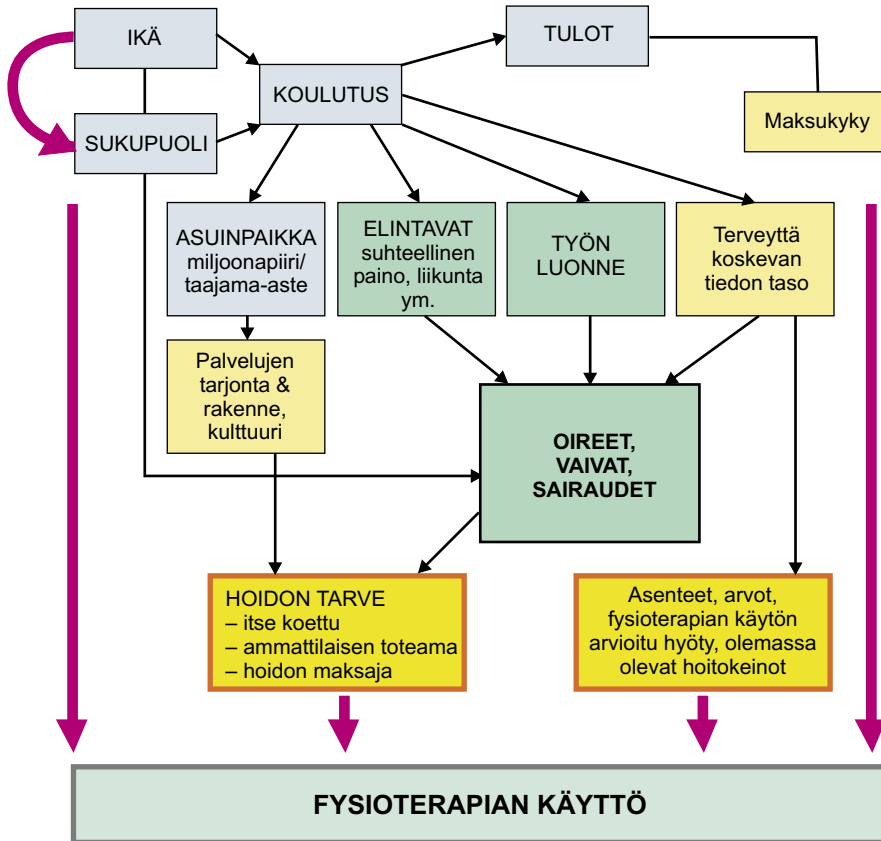 IKÄ
TULOT
KOULUTUS
Maksukyky
SUKUPUOLI
ASUINPAIKKA
miljoonapiiri/
taajama-aste
ELINTAVAT
suhteellinen
paino, liikunta
ym.
TYÖN
LUONNE
Terveyttä
koskevan
tiedon taso
Palvelujen
tarjonta &
rakenne,
kulttuuri
OIREET,
VAIVAT,
SAIRAUDET
HOIDON TARVE
– itse koettu
– ammattilaisen toteama
– hoidon maksaja
Asenteet, arvot,
fysioterapian käytön
arvioitu hyöty, olemassa
olevat hoitokeinot
FYSIOTERAPIAN KÄYTTÖ